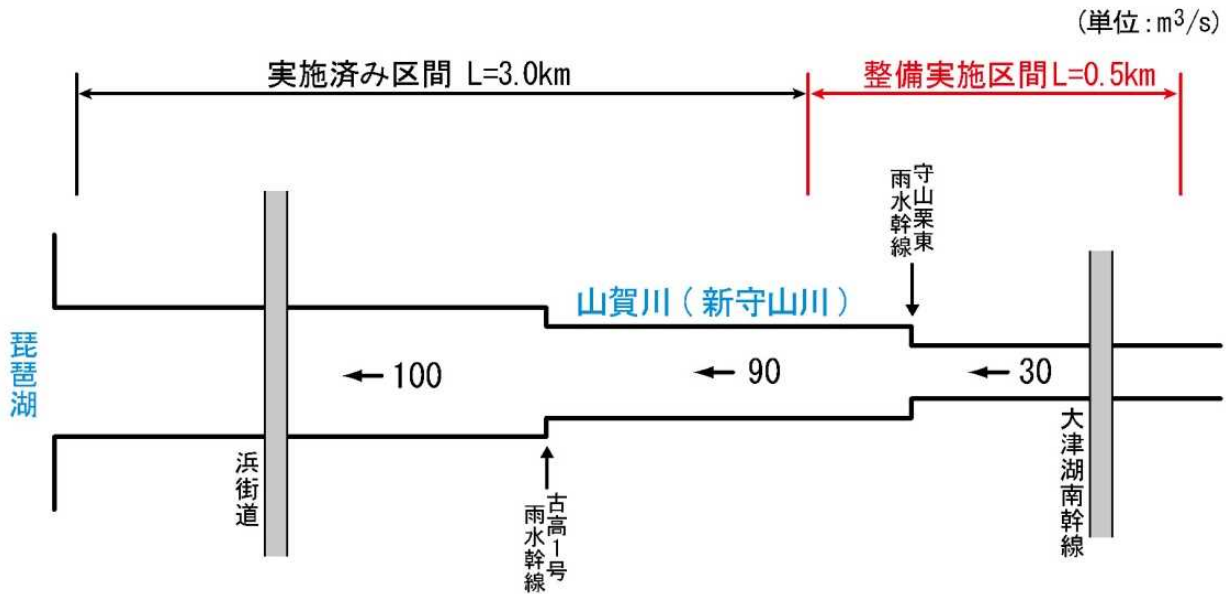 (単位:m³/s)
実施済み区間 L=3.0km
整備実施区間L=0.5km
守山栗東
雨水幹線
山賀川(新守山川)
琵琶湖
←100
←90
←30
浜街道
古高1号
雨水幹線
大津湖南幹線